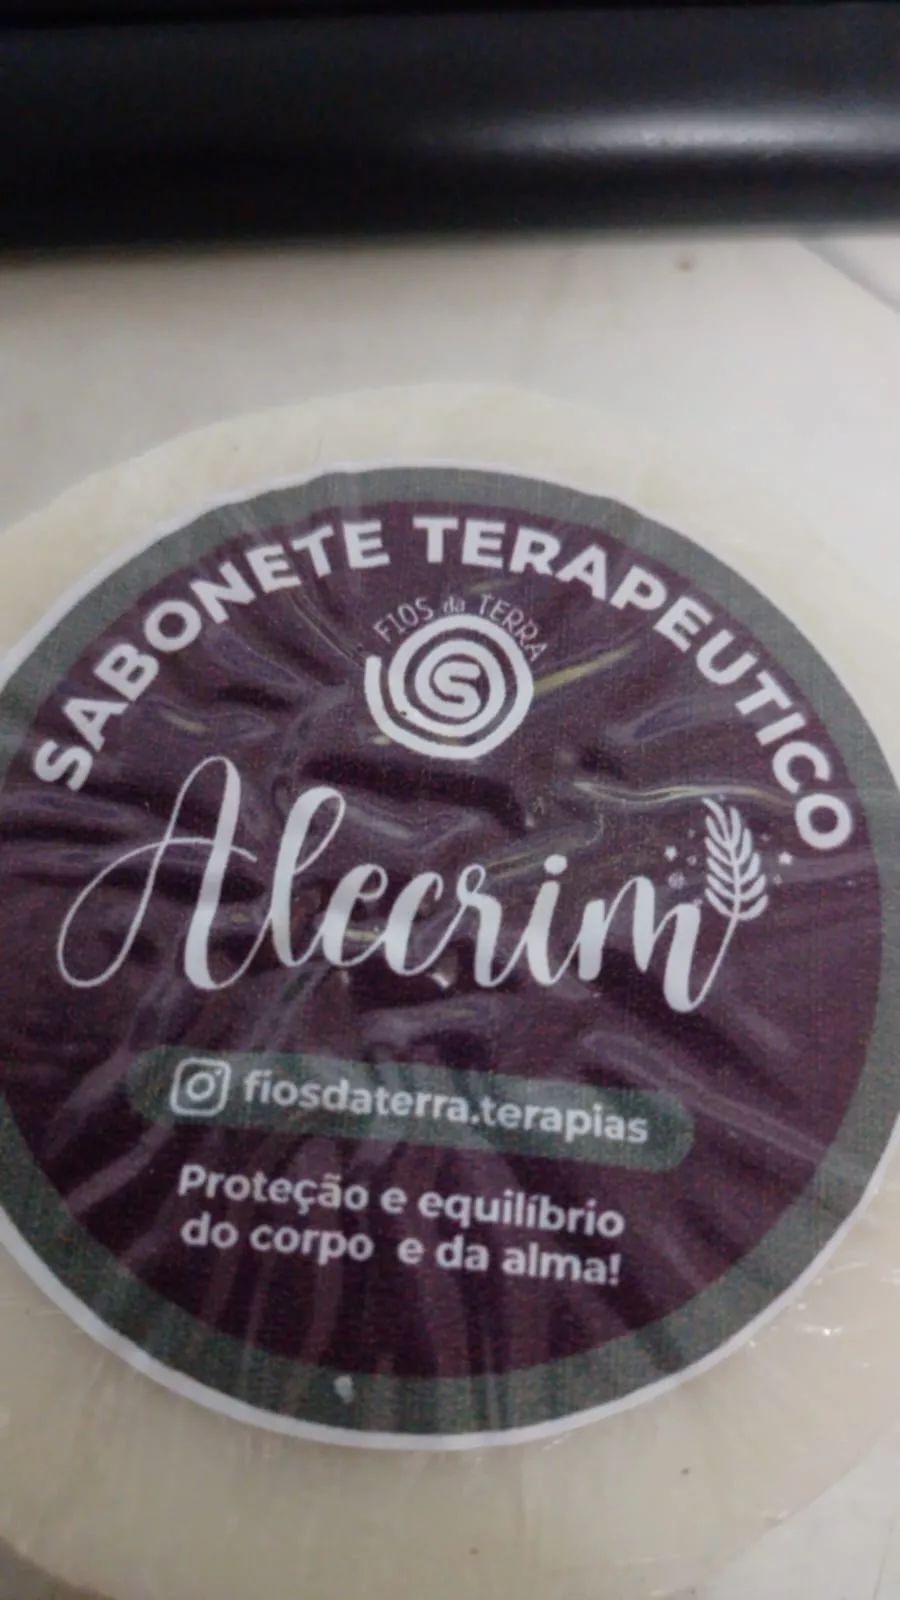 SABONETE TERAPEUTICO
FIOS da TERRA
Alecrim
fiosdaterra.terapias
Proteção e equilíbrio
do corpo e da alma!